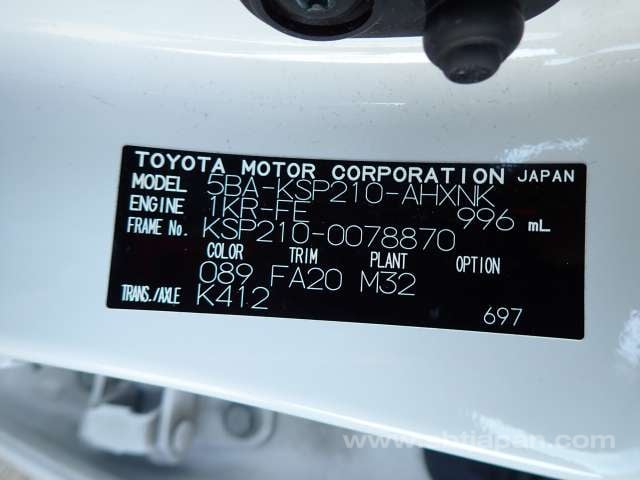 TOYOTA MOTOR CORPORATION JAPAN
MODEL 5BA-KSP210-AHXNK
ENGINE 1KR-FE 996 mL
FRAME No. KSP210-0078870
COLOR TRIM PLANT OPTION
089 FA20 M32
TRANS./AXLE K412
697
www.sbtjapan.com